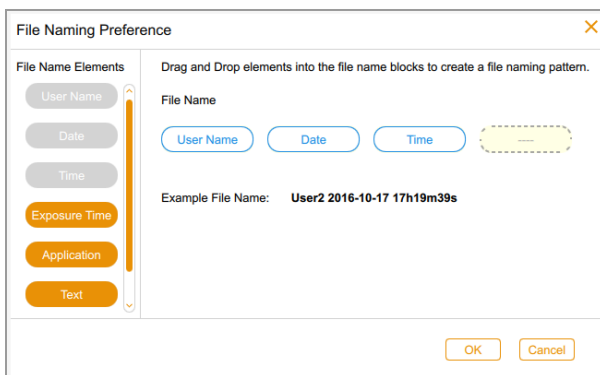 File Naming Preference
File Name Elements
User Name
Date
Time
Exposure Time
Application
Text
Drag and Drop elements into the file name blocks to create a file naming pattern.
File Name
User Name Date Time ----
Example File Name: User2 2016-10-17 17h19m39s
OK Cancel